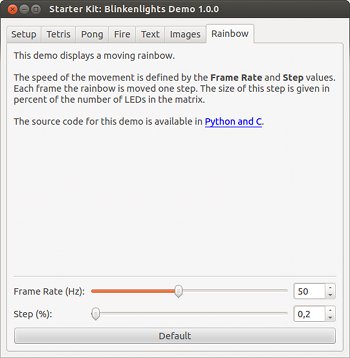 Starter Kit: Blinkenlights Demo 1.0.0
Setup Tetris Pong Fire Text Images Rainbow
This demo displays a moving rainbow.
The speed of the movement is defined by the Frame Rate and Step values.
Each frame the rainbow is moved one step. The size of this step is given in
percent of the number of LEDs in the matrix.
The source code for this demo is available in Python and C.
Frame Rate (Hz): 50
Step (%): 0,2
Default